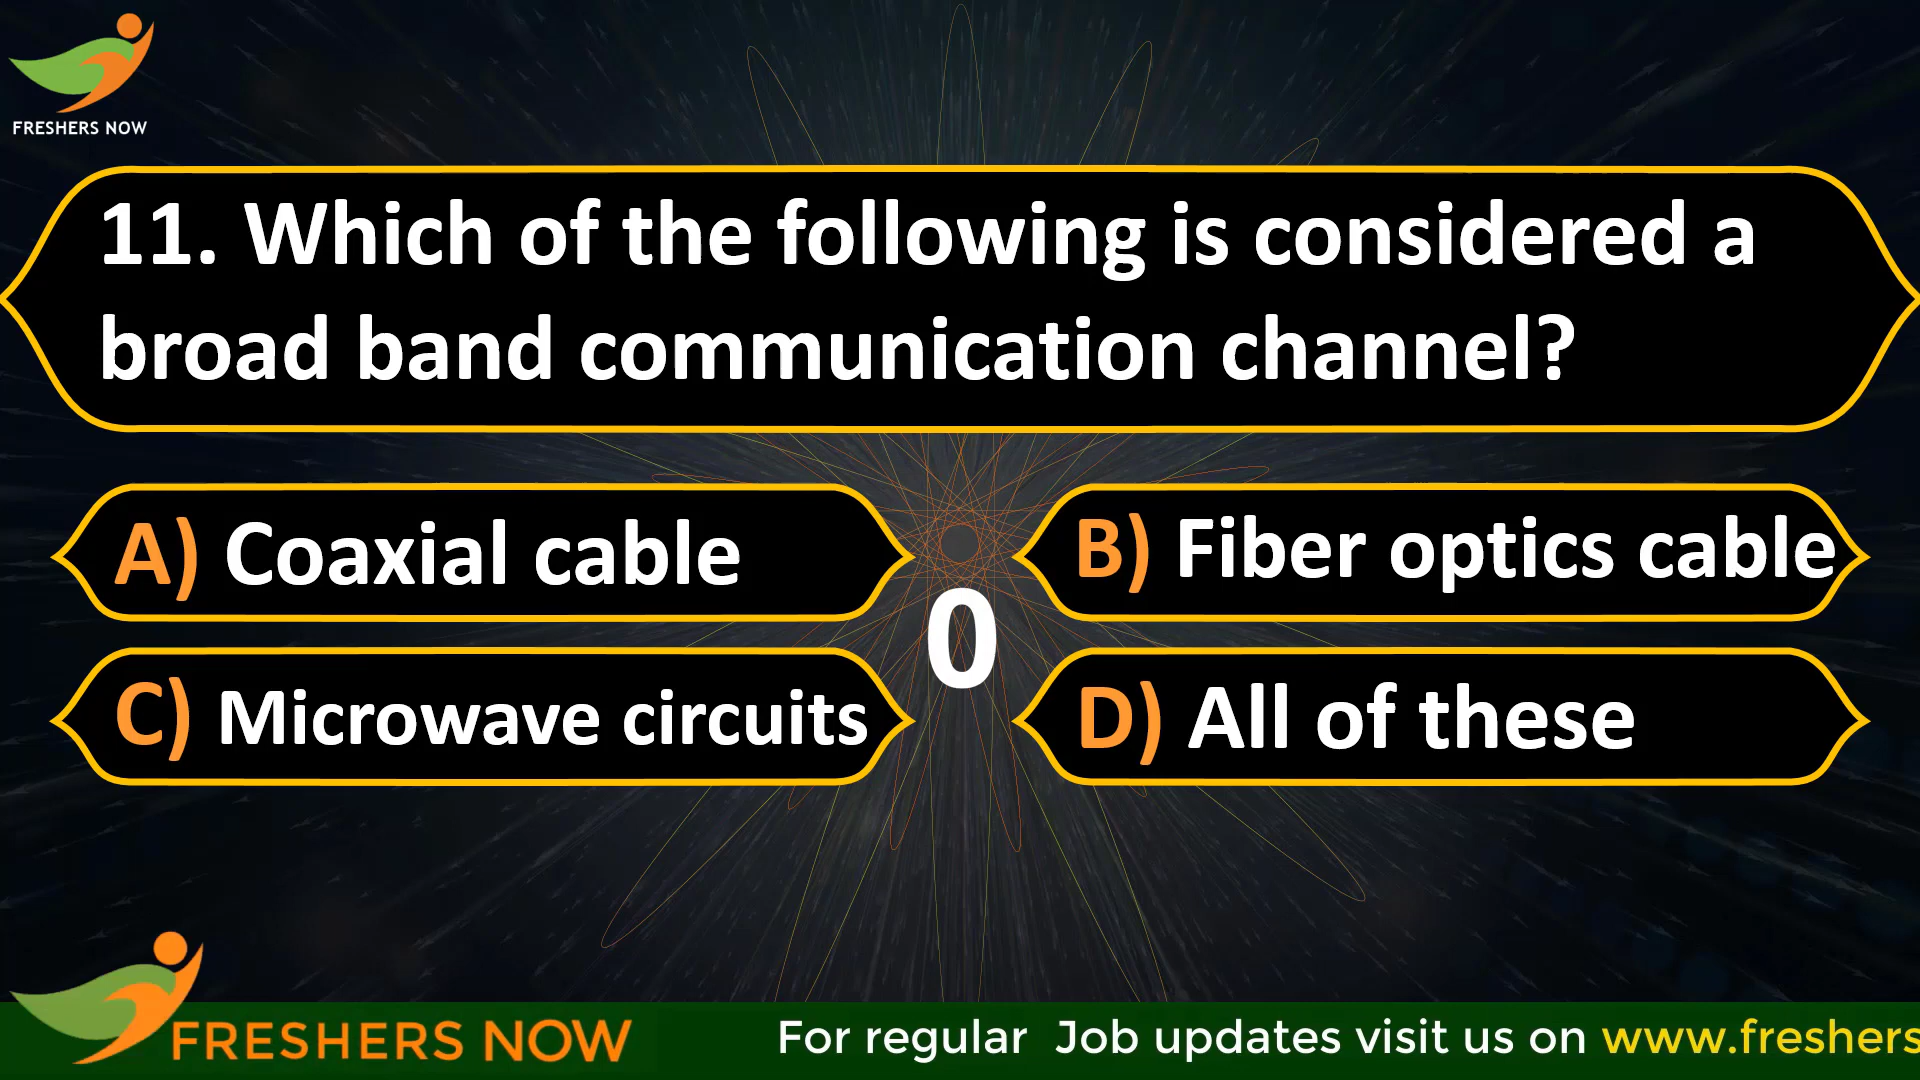 FRESHERS NOW
11. Which of the following is considered a
broad band communication channel?
A) Coaxial cable
B) Fiber optics cable
0
C) Microwave circuits
D) All of these
FRESHERS NOW
For regular Job updates visit us on www.freshers